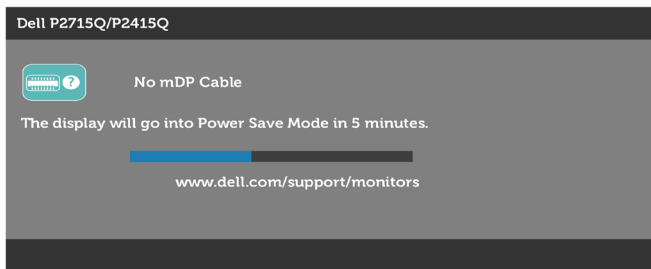 Dell P2715Q/P2415Q
?
No mDP Cable
The display will go into Power Save Mode in 5 minutes.
www.dell.com/support/monitors